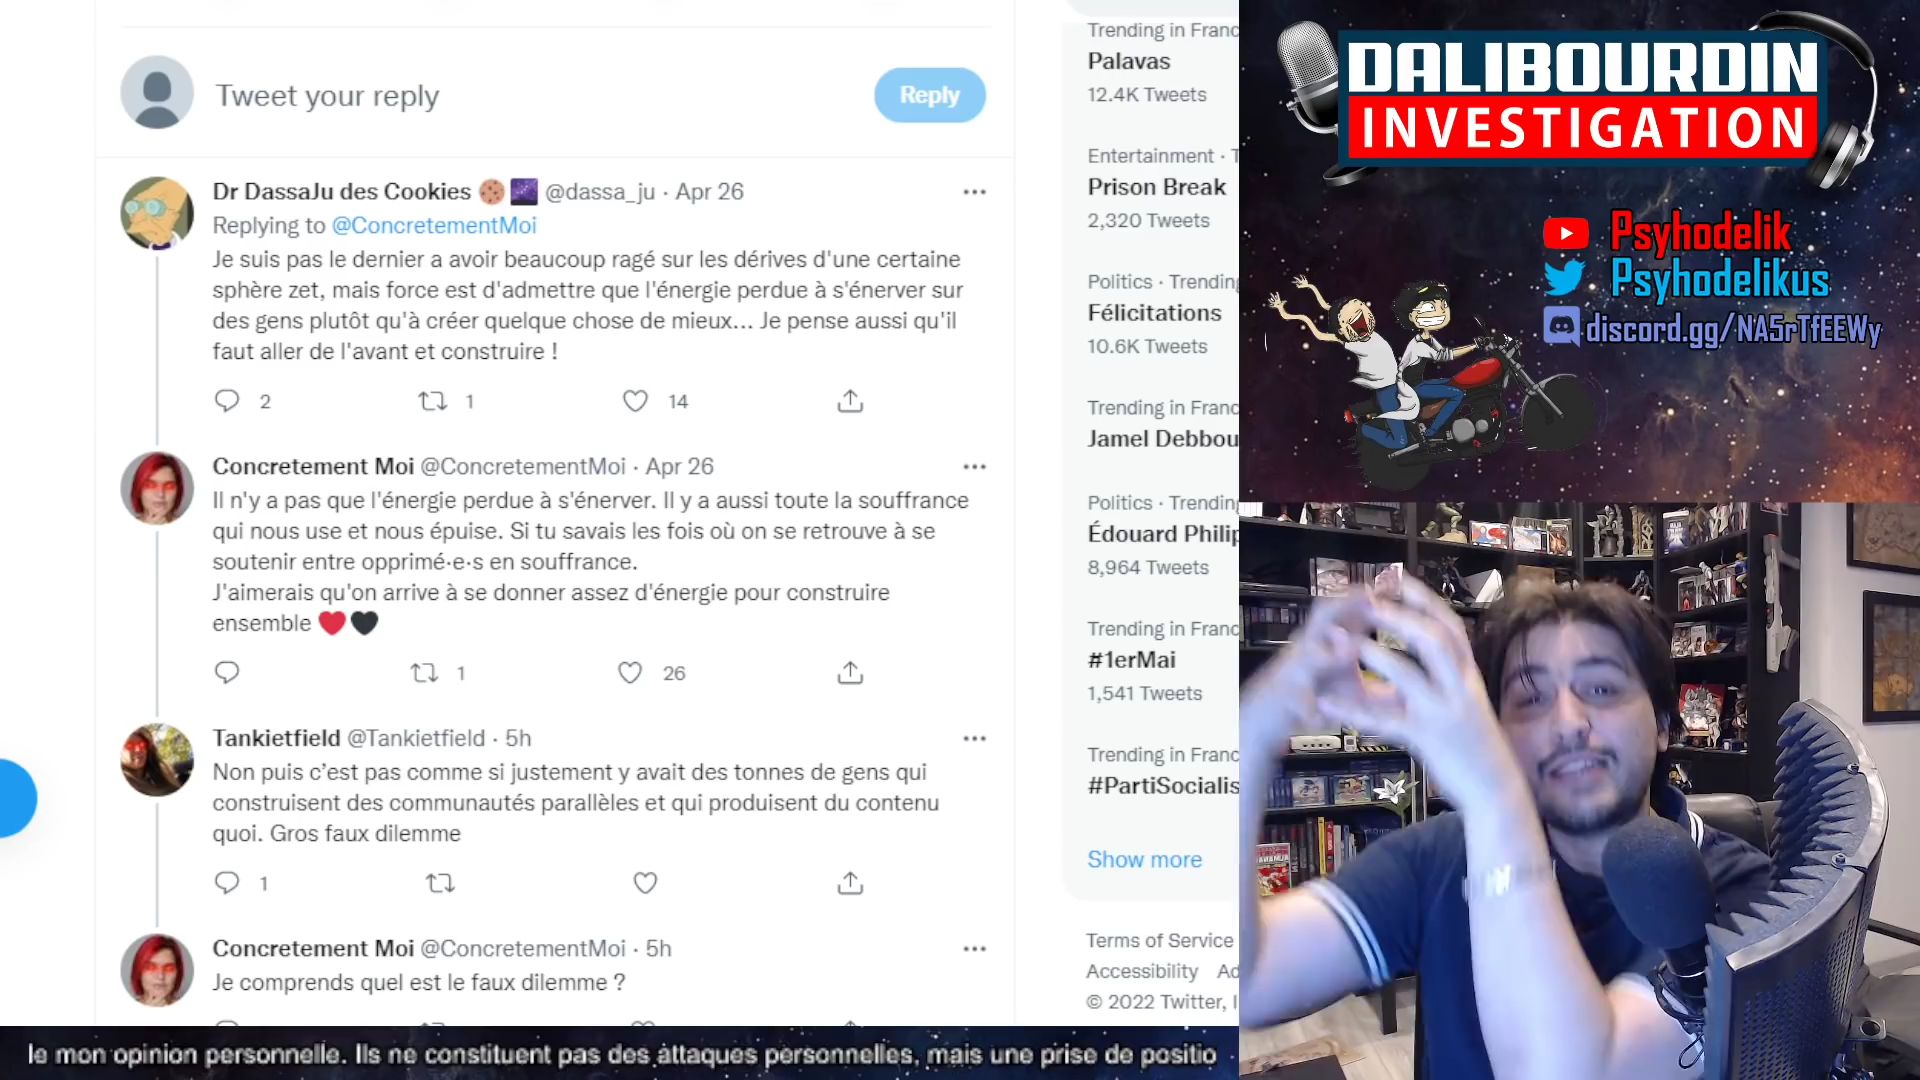 Tweet your reply
Reply
Dr DassaJu des Cookies @dassa_ju · Apr 26
Replying to @ConcretementMoi
Je suis pas le dernier a avoir beaucoup ragé sur les dérives d'une certaine
sphère zet, mais force est d'admettre que l'énergie perdue à s'énerver sur
des gens plutôt qu'à créer quelque chose de mieux... Je pense aussi qu'il
faut aller de l'avant et construire !
2 1 14
Concretement Moi @ConcretementMoi · Apr 26
Il n'y a pas que l'énergie perdue à s'énerver. Il y a aussi toute la souffrance
qui nous use et nous épuise. Si tu savais les fois où on se retrouve à se
soutenir entre opprimé·e·s en souffrance.
J'aimerais qu'on arrive à se donner assez d'énergie pour construire
ensemble
1 26
Tankietfield @Tankietfield · 5h
Non puis c’est pas comme si justement y avait des tonnes de gens qui
construisent des communautés parallèles et qui produisent du contenu
quoi. Gros faux dilemme
1
Concretement Moi @ConcretementMoi · 5h
Je comprends quel est le faux dilemme ?
Trending in Franc
Palavas
12.4K Tweets
Entertainment · T
Prison Break
2,320 Tweets
Politics · Trending
Félicitations
10.6K Tweets
Trending in Franc
Jamel Debbou
Politics · Trending
Édouard Philip
8,964 Tweets
Trending in Franc
#1erMai
1,541 Tweets
Trending in Franc
#PartiSocialis
Show more
Terms of Service
Accessibility Ad
© 2022 Twitter, I
DALIBOURDIN
INVESTIGATION
Psyhodelik
Psyhodelikus
discord.gg/NA5rTfEEWy
le mon opinion personnelle. Ils ne constituent pas des attaques personnelles, mais une prise de positio